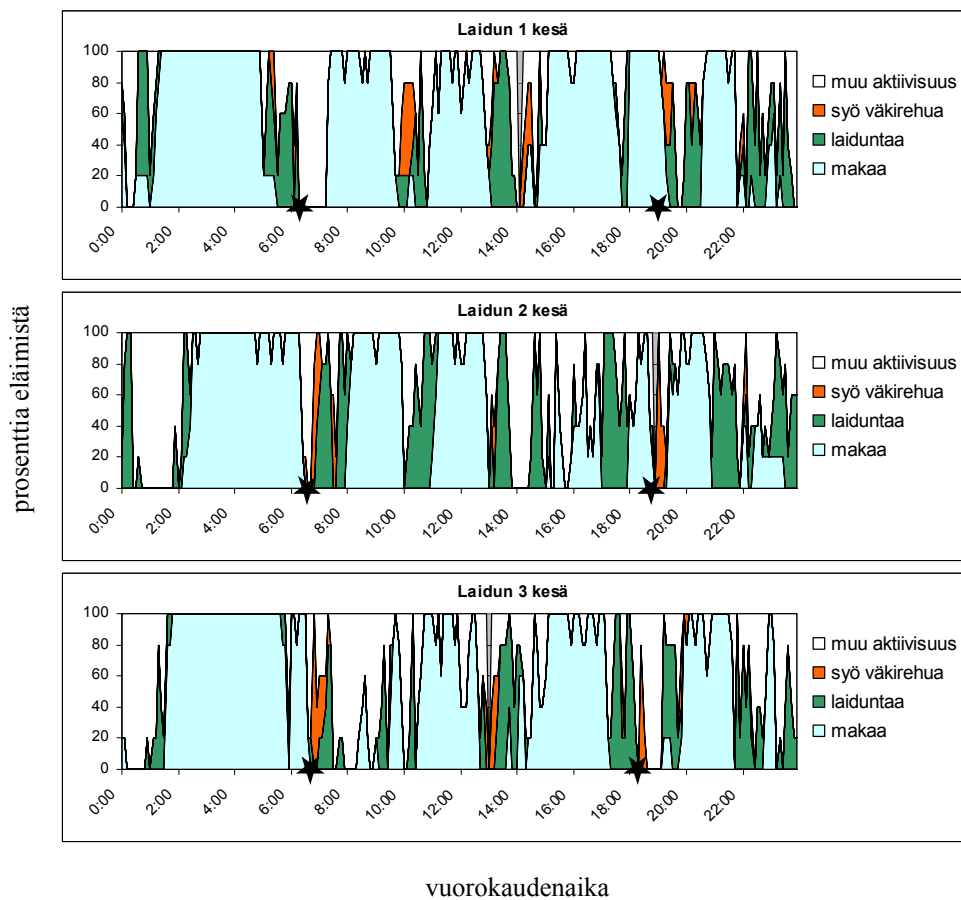 Laidun 1 kesä
100
80
60
40
20
0
0:00 2:00 4:00 6:00 8:00 10:00 12:00 14:00 16:00 18:00 20:00 22:00
muu aktiivisuus
syö väkirehua
laiduntaa
makaa
prosenttia eläimistä
Laidun 2 kesä
100
80
60
40
20
0
0:00 2:00 4:00 6:00 8:00 10:00 12:00 14:00 16:00 18:00 20:00 22:00
muu aktiivisuus
syö väkirehua
laiduntaa
makaa
Laidun 3 kesä
100
80
60
40
20
0
0:00 2:00 4:00 6:00 8:00 10:00 12:00 14:00 16:00 18:00 20:00 22:00
muu aktiivisuus
syö väkirehua
laiduntaa
makaa
vuorokaudenaika